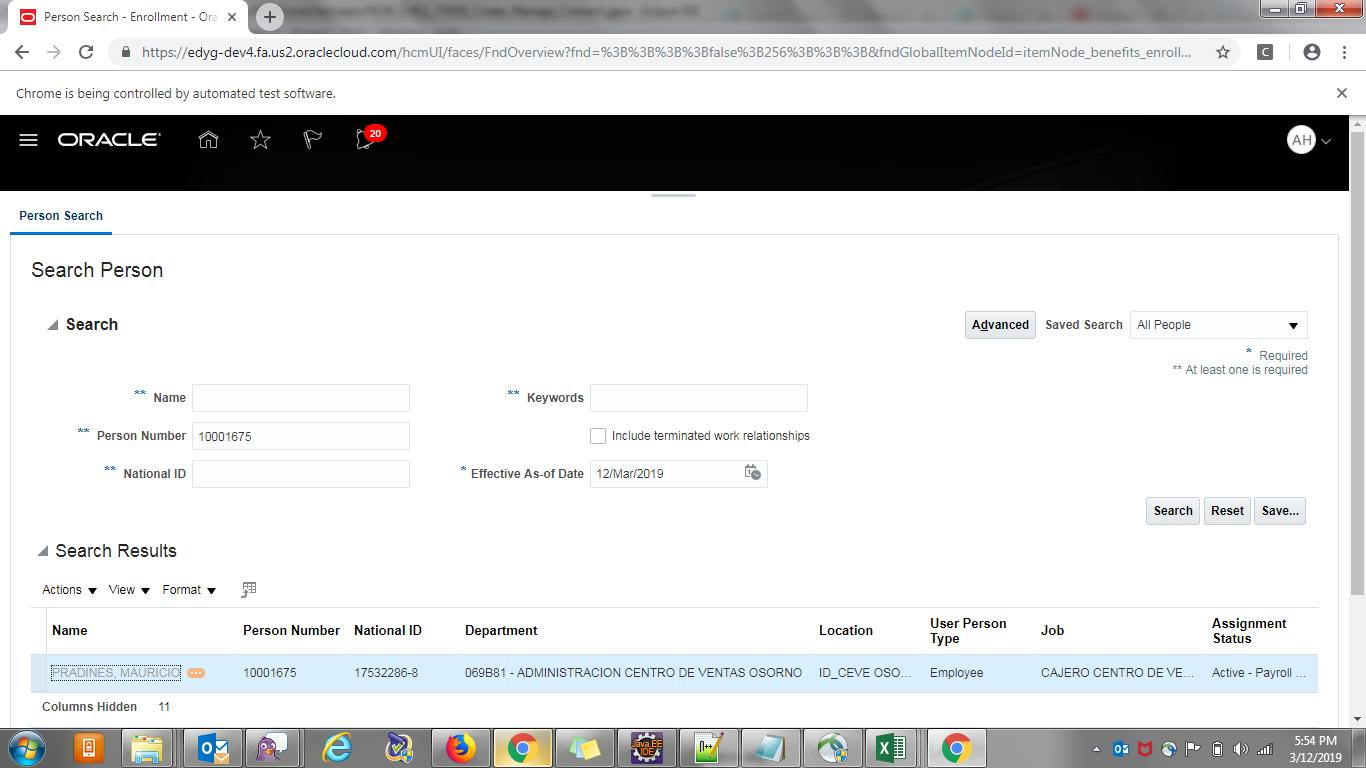 Person Search - Enrollment - Ora
https://edyg-dev4.fa.us2.oraclecloud.com/hcmUI/faces/FndOverview?fnd=%3B%3B%3B%3Bfalse%3B256%3B%3B%3B&fndGlobalItemNodeId=itemNode_benefits_enroll...
C
Chrome is being controlled by automated test software.
ORACLE
20
AH
Person Search
Search Person
Search
Advanced Saved Search All People
* Required
** At least one is required
** Name ** Keywords
** Person Number 10001675 Include terminated work relationships
** National ID * Effective As-of Date 12/Mar/2019
Search Reset Save...
Search Results
Actions View Format
Name Person Number National ID Department Location User Person Type Job Assignment Status
PRADINES, MAURICIO 10001675 17532286-8 069B81 - ADMINISTRACION CENTRO DE VENTAS OSORNO ID_CEVE OSO... Employee CAJERO CENTRO DE VE... Active - Payroll ...
Columns Hidden 11
Java EE
IDE
5:54 PM
3/12/2019